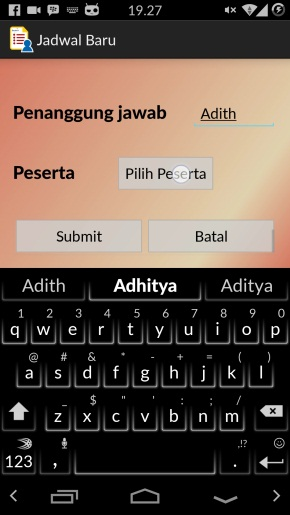 19.27
Jadwal Baru
Penanggung jawab Adith
Peserta Pilih Peserta
Submit Batal
Adith Adhitya Aditya
1 2 3 4 5 6 7 8 9 0
q w e r t y u i o p
@ # & * - + = ( )
a s d f g h j k l
_ $ " ' : ; /
z x c v b n m
123 , . ,!?